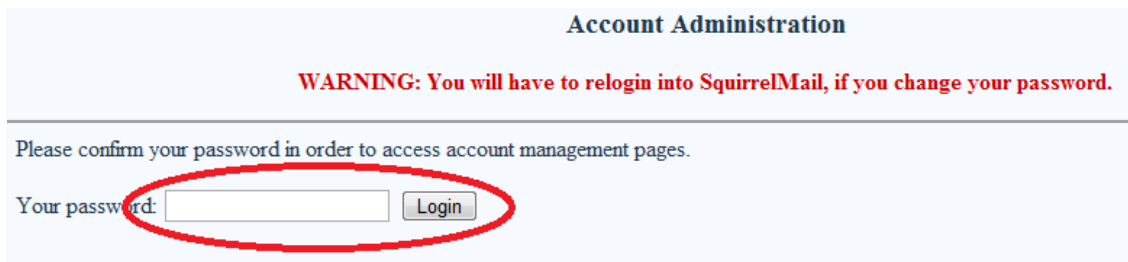 Account Administration
WARNING: You will have to relogin into SquirrelMail, if you change your password.
Please confirm your password in order to access account management pages.
Your password: Login